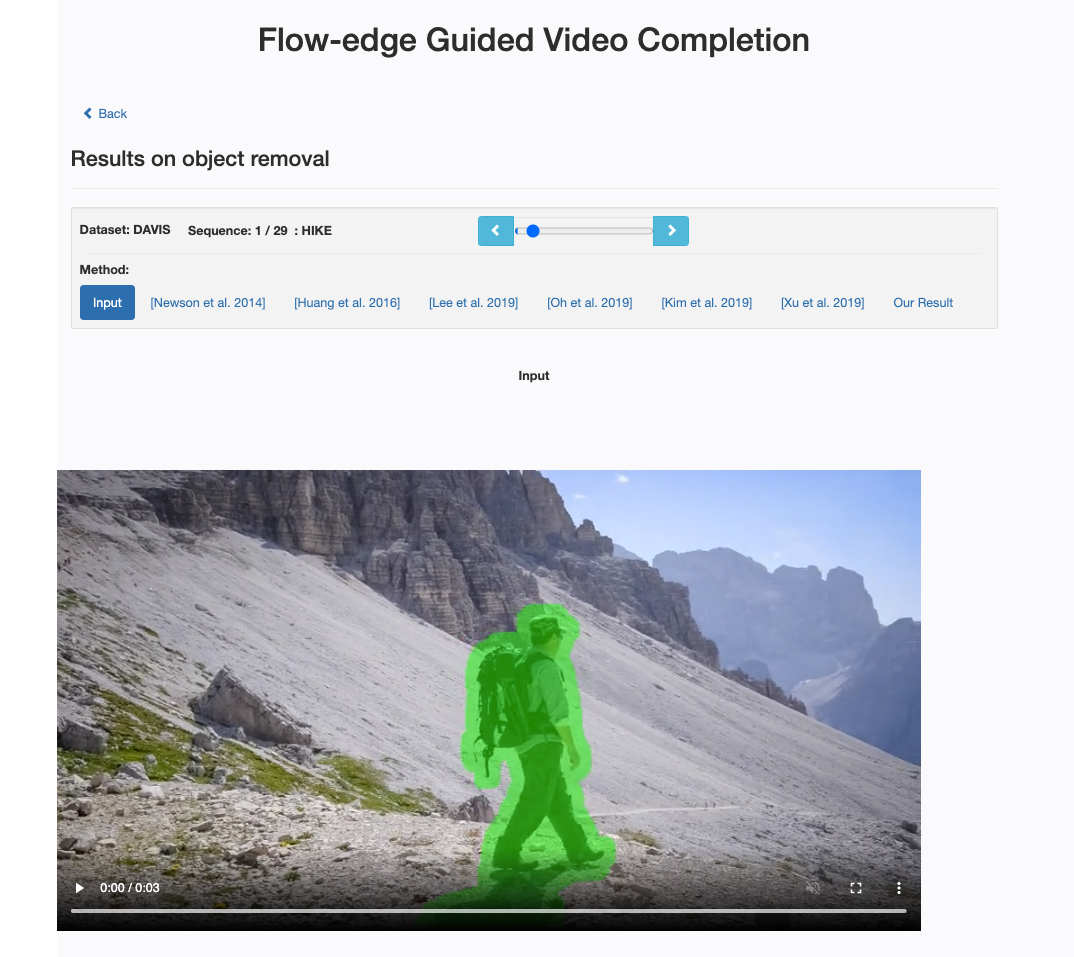 Flow-edge Guided Video Completion
Back
Results on object removal
Dataset: DAVIS Sequence: 1 / 29 : HIKE
Method:
Input [Newson et al. 2014] [Huang et al. 2016] [Lee et al. 2019] [Oh et al. 2019] [Kim et al. 2019] [Xu et al. 2019] Our Result
Input
0:00 / 0:03